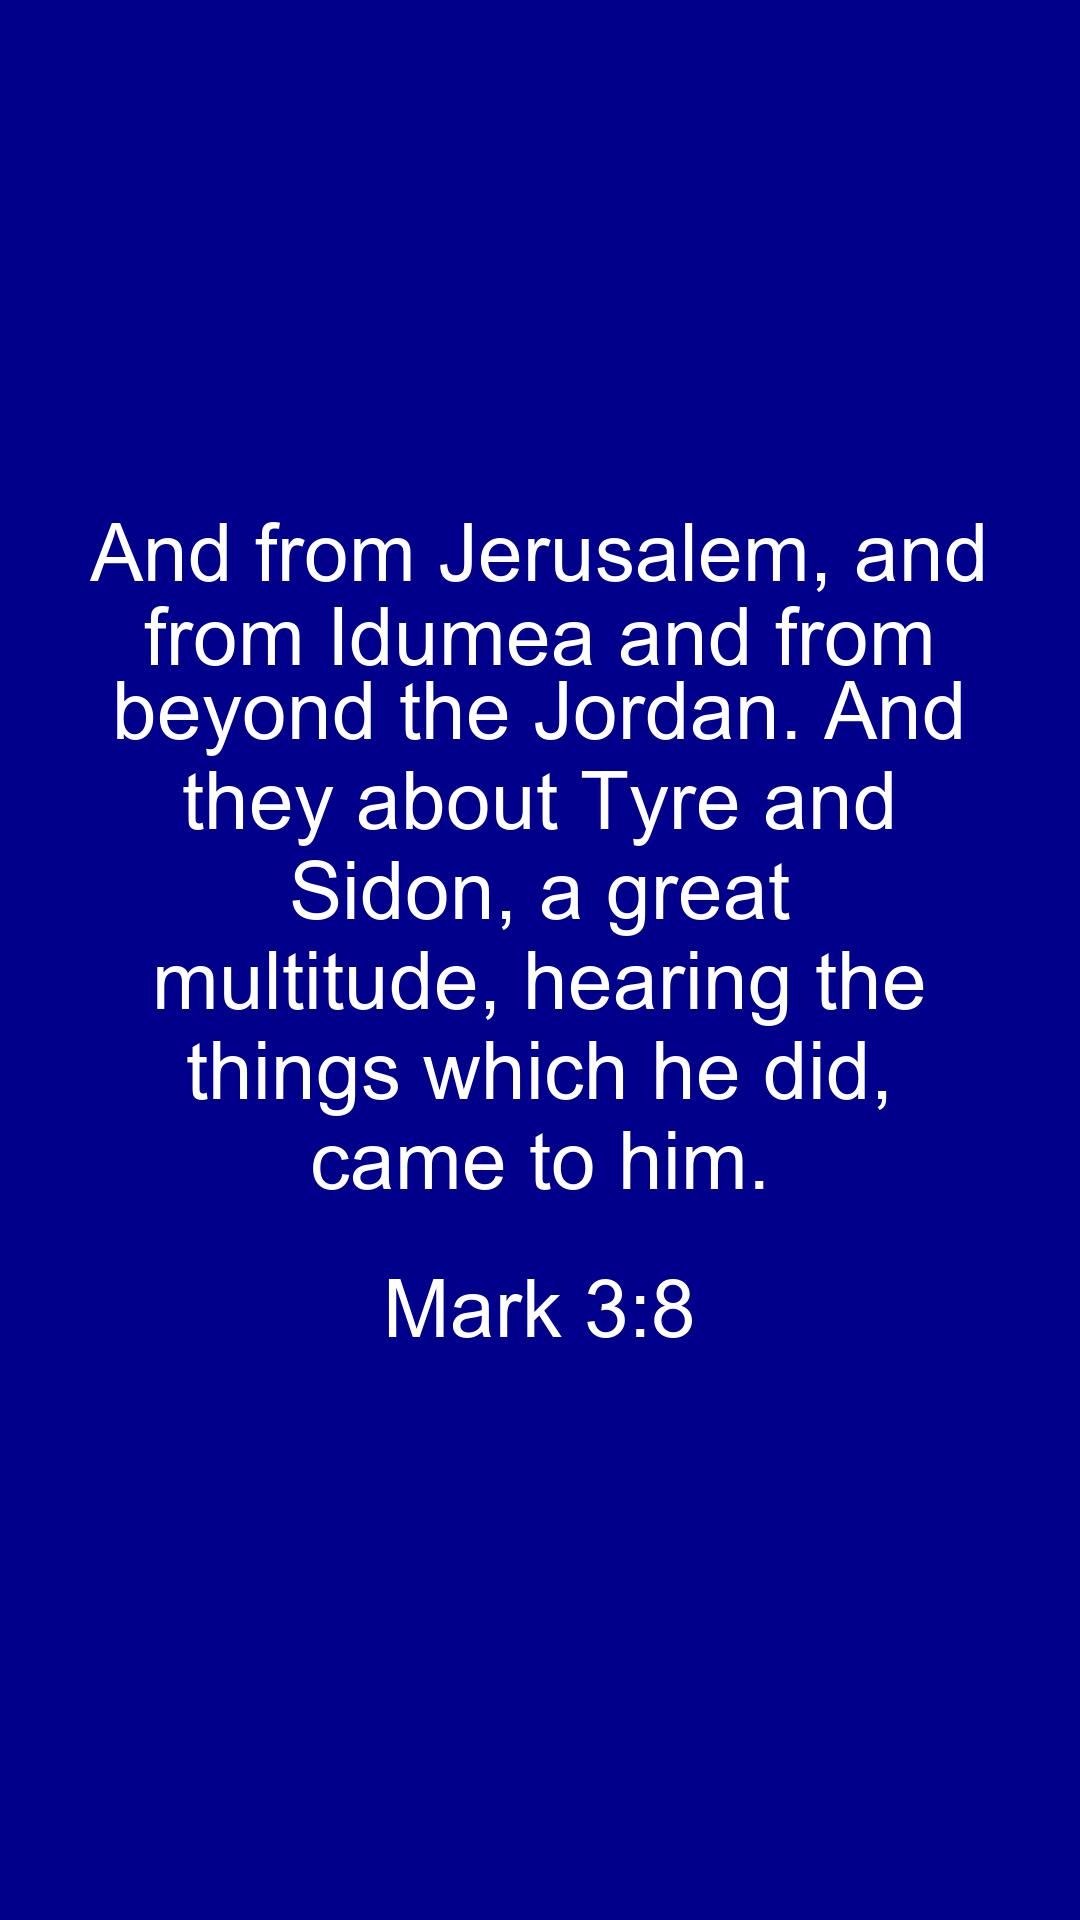 And from Jerusalem, and
from Idumea and from
beyond the Jordan. And
they about Tyre and
Sidon, a great
multitude, hearing the
things which he did,
came to him.
Mark 3:8